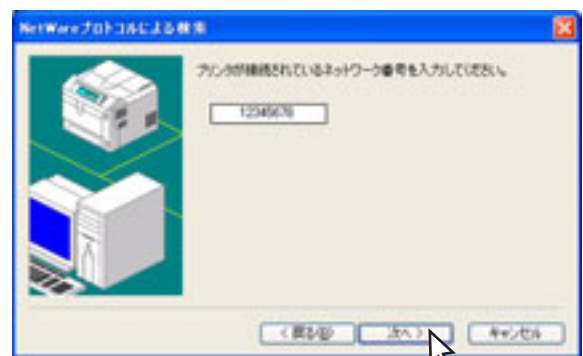 NetWareプロトコルによる検索
プリンタが接続されているネットワーク番号を入力してください。
12345678
< 戻る(B)
次へ >
キャンセル